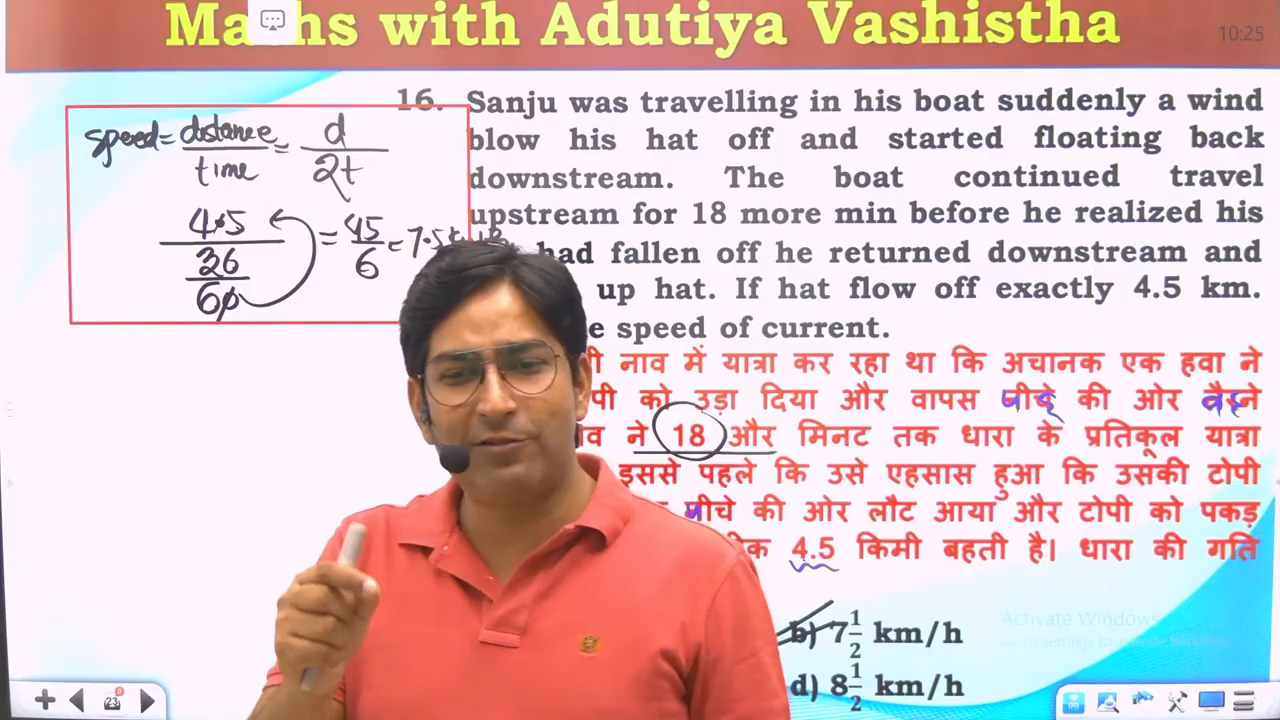 Maths with Adutiya Vashistha
10:25
16. Sanju was travelling in his boat suddenly a wind
blow his hat off and started floating back
downstream. The boat continued travel
upstream for 18 more min before he realized his
had fallen off he returned downstream and
up hat. If hat flow off exactly 4.5 km.
speed of current.
speed = distance / time = d / 2t
4.5 / 36 / 60 = 45 / 6 = 7.5
नाव में यात्रा कर रहा था कि अचानक एक हवा ने
को उड़ा दिया और वापस की ओर
ने 18 और मिनट तक धारा के प्रतिकूल यात्रा
इससे पहले कि उसे एहसास हुआ कि उसकी टोपी
नीचे की ओर लौट आया और टोपी को पकड़
4.5 किमी बहती है। धारा की गति
b) 7 1/2 km/h
d) 8 1/2 km/h
Activate Windows
23